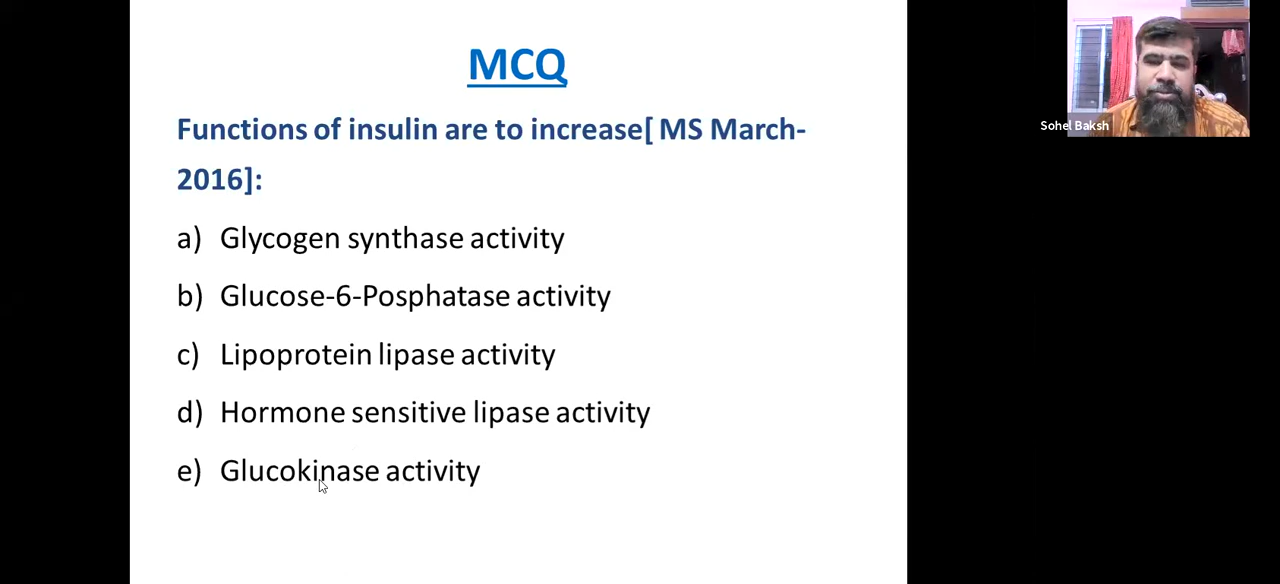 MCQ
Functions of insulin are to increase[ MS March-
2016]:
a) Glycogen synthase activity
b) Glucose-6-Posphatase activity
c) Lipoprotein lipase activity
d) Hormone sensitive lipase activity
e) Glucokinase activity
Sohel Baksh